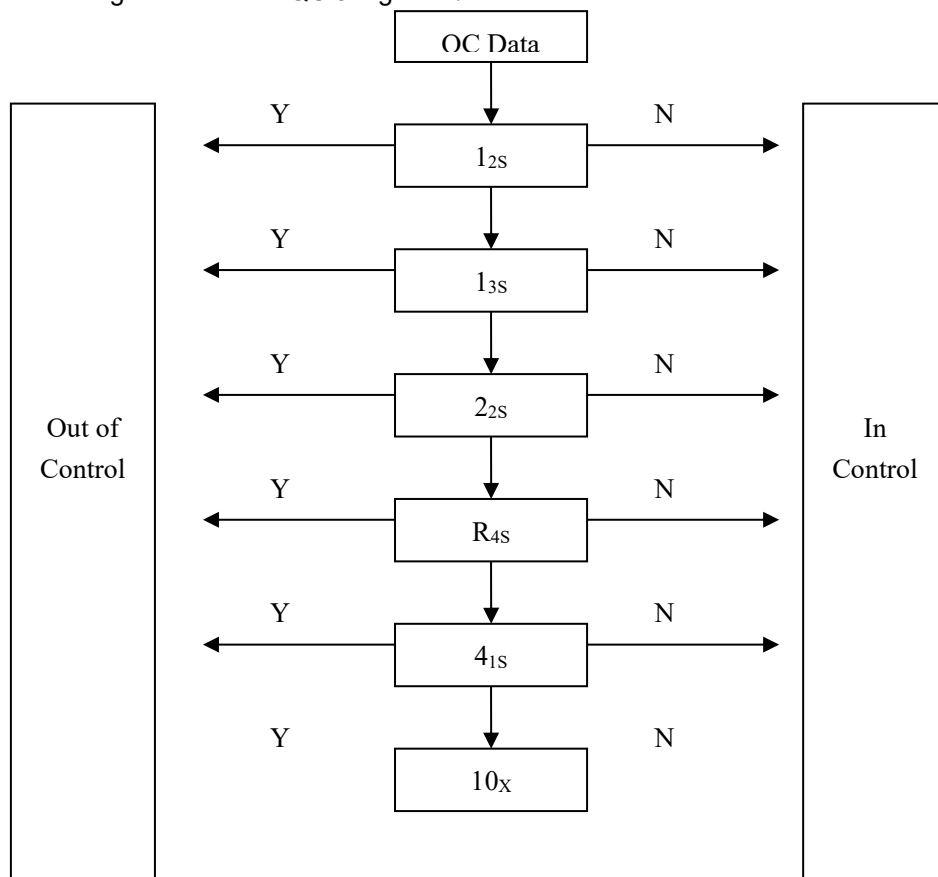 QC Data
Y N
1₂S
Y N
1₃S
Y N
2₂S
Out of
Control
In
Control
Y N
R₄S
Y N
4₁S
Y N
10X